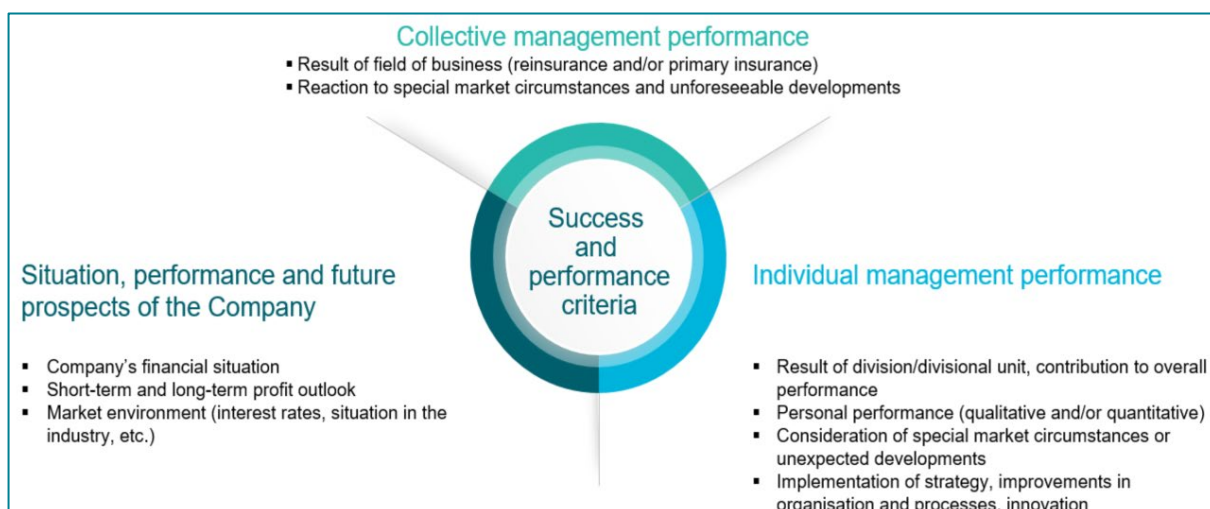 Collective management performance
▪ Result of field of business (reinsurance and/or primary insurance)
▪ Reaction to special market circumstances and unforeseeable developments
Success
and
performance
criteria
Situation, performance and future
prospects of the Company
▪ Company's financial situation
▪ Short-term and long-term profit outlook
▪ Market environment (interest rates, situation in the
industry, etc.)
Individual management performance
▪ Result of division/divisional unit, contribution to overall
performance
▪ Personal performance (qualitative and/or quantitative)
▪ Consideration of special market circumstances or
unexpected developments
▪ Implementation of strategy, improvements in
organisation and processes, innovation